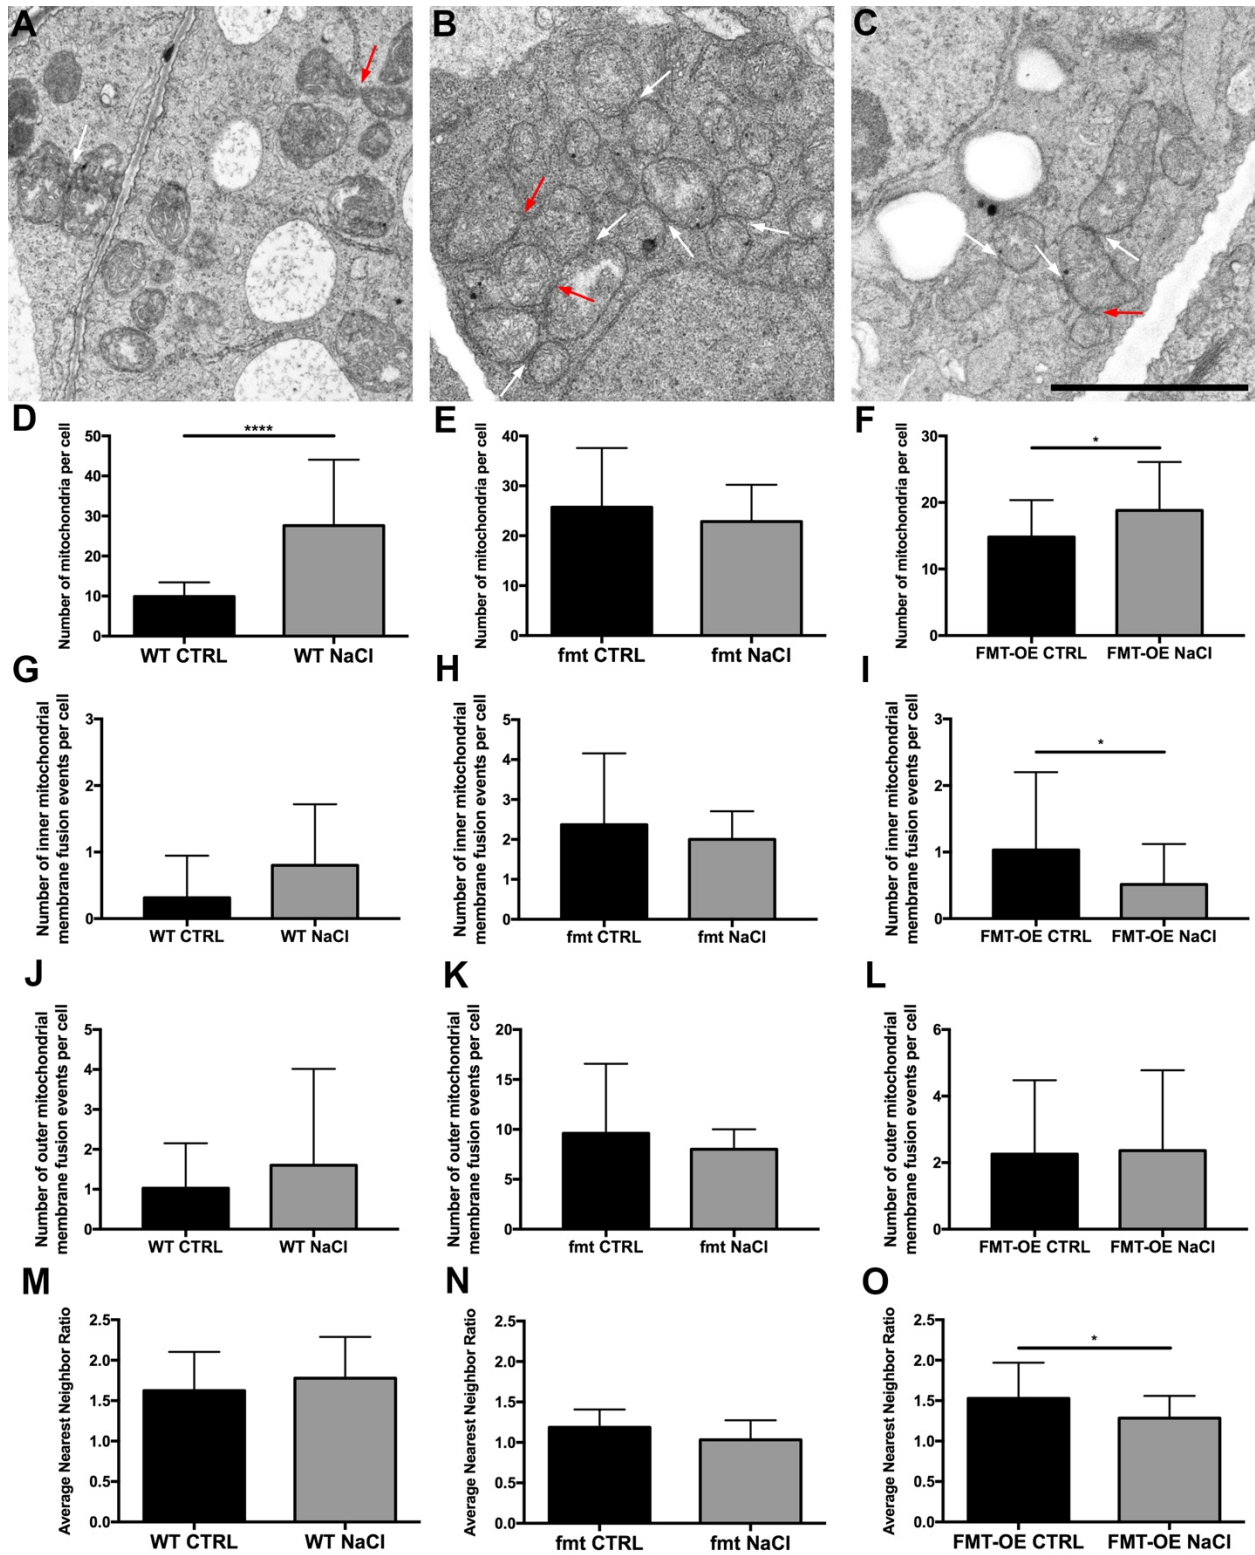 A
B
C
D
Number of mitochondria per cell
50
40
30
20
10
0
****
WT CTRL
WT NaCl
E
Number of mitochondria per cell
40
30
20
10
0
fmt CTRL
fmt NaCl
F
Number of mitochondria per cell
30
20
10
0
*
FMT-OE CTRL
FMT-OE NaCl
G
Number of inner mitochondrial
membrane fusion events per cell
3
2
1
0
WT CTRL
WT NaCl
H
Number of inner mitochondrial
membrane fusion events per cell
5
4
3
2
1
0
fmt CTRL
fmt NaCl
I
Number of inner mitochondrial
membrane fusion events per cell
3
2
1
0
*
FMT-OE CTRL
FMT-OE NaCl
J
Number of outer mitochondrial
membrane fusion events per cell
5
4
3
2
1
0
WT CTRL
WT NaCl
K
Number of outer mitochondrial
membrane fusion events per cell
20
15
10
5
0
fmt CTRL
fmt NaCl
L
Number of outer mitochondrial
membrane fusion events per cell
6
4
2
0
FMT-OE CTRL
FMT-OE NaCl
M
Average Nearest Neighbor Ratio
2.5
2.0
1.5
1.0
0.5
0.0
WT CTRL
WT NaCl
N
Average Nearest Neighbor Ratio
2.5
2.0
1.5
1.0
0.5
0.0
fmt CTRL
fmt NaCl
O
Average Nearest Neighbor Ratio
2.5
2.0
1.5
1.0
0.5
0.0
*
FMT-OE CTRL
FMT-OE NaCl